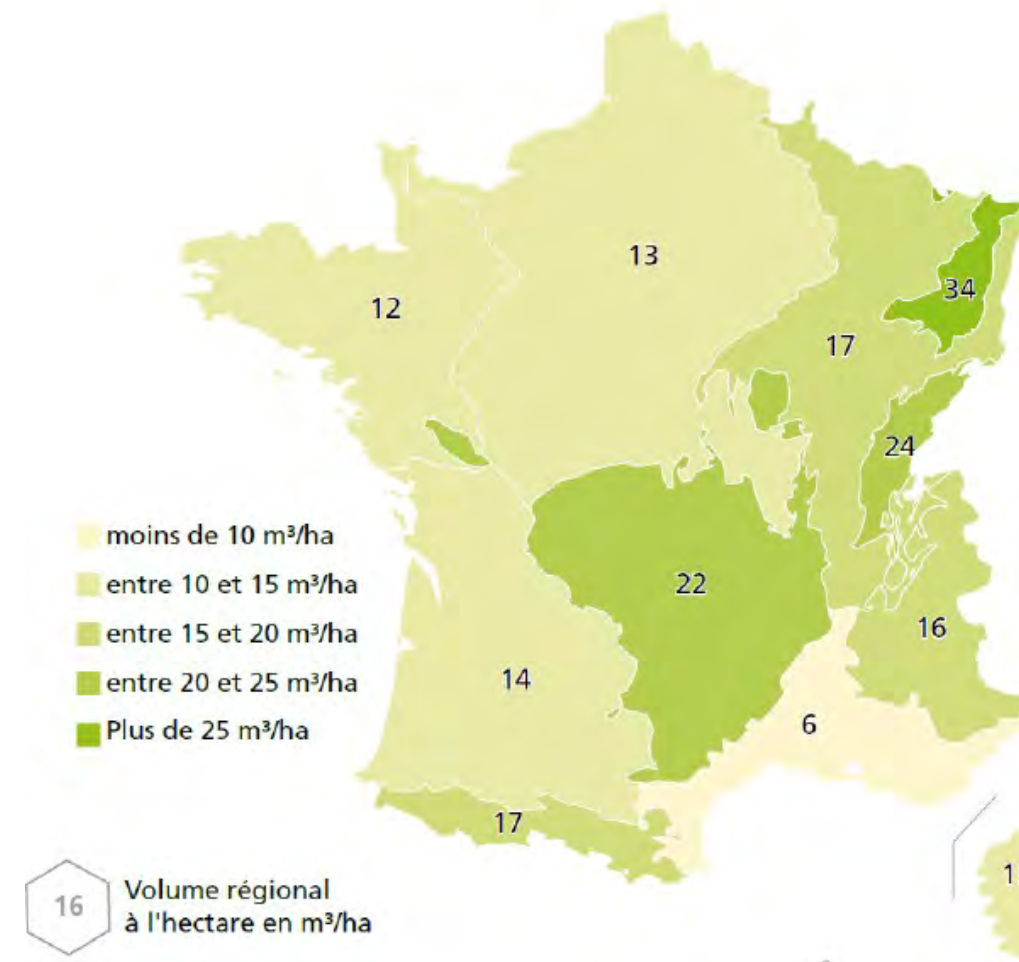 13
34
12
17
24
moins de 10 m³/ha
entre 10 et 15 m³/ha
22
entre 15 et 20 m³/ha
16
entre 20 et 25 m³/ha
14
Plus de 25 m³/ha
6
17
1
16
Volume régional
à l'hectare en m³/ha